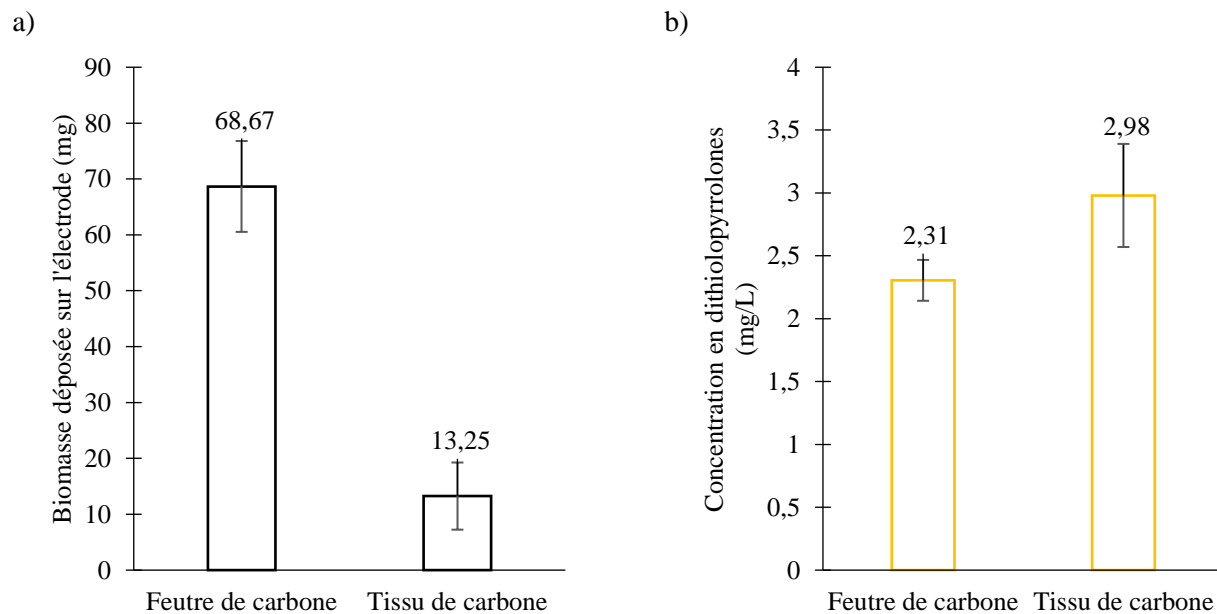 a)
Biomasse déposée sur l'électrode (mg)
90
80
70
60
50
40
30
20
10
0
68,67
13,25
Feutre de carbone
Tissu de carbone
b)
Concentration en dithiolopyrrolones
(mg/L)
4
3,5
3
2,5
2
1,5
1
0,5
0
2,31
2,98
Feutre de carbone
Tissu de carbone